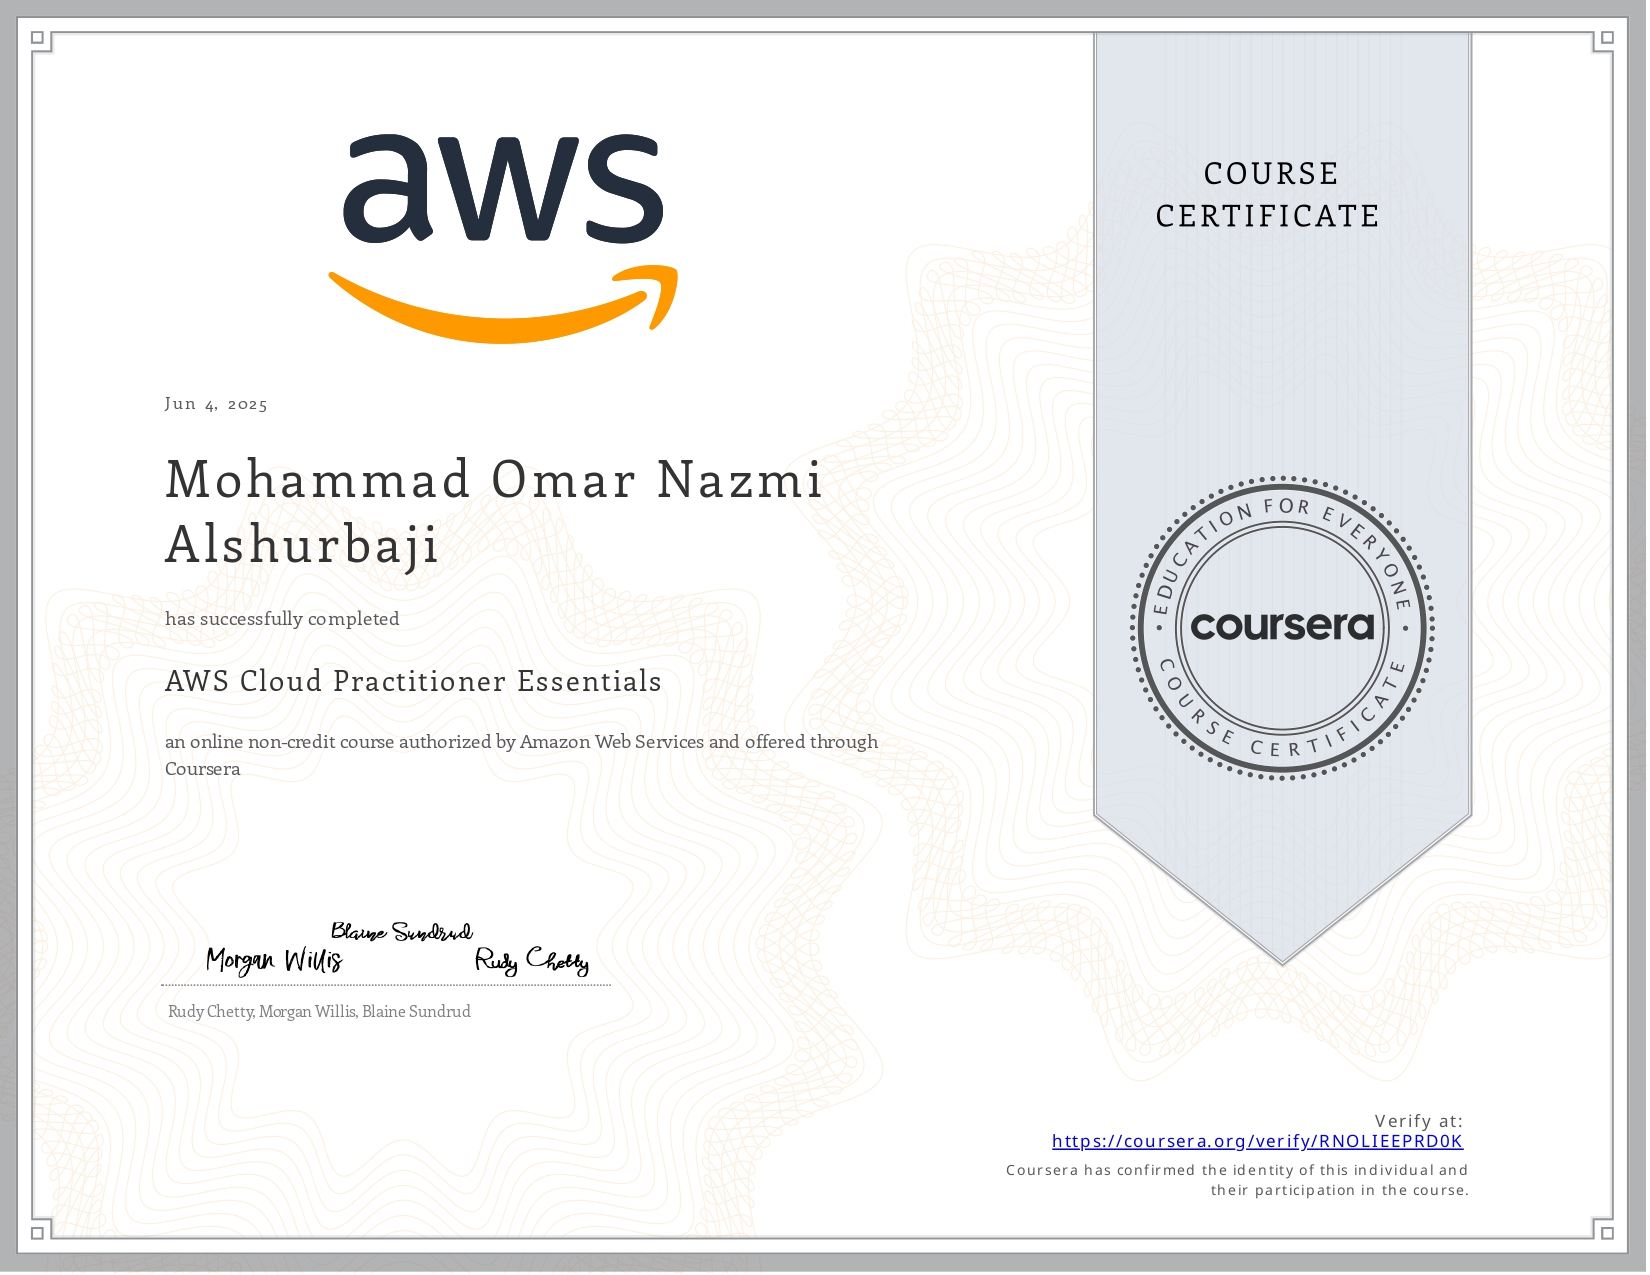 aws
COURSE
CERTIFICATE
Jun 4, 2025
Mohammad Omar Nazmi
Alshurbaji
has successfully completed
AWS Cloud Practitioner Essentials
an online non-credit course authorized by Amazon Web Services and offered through
Coursera
EDUCATION FOR EVERYONE
coursera
COURSE CERTIFICATE
Blaine Sundrud
Morgan Willis
Rudy Chetty
Rudy Chetty, Morgan Willis, Blaine Sundrud
Verify at:
https://coursera.org/verify/RNOLIEEPRD0K
Coursera has confirmed the identity of this individual and
their participation in the course.